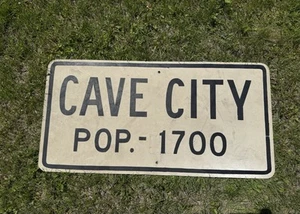 CAVE CITY
POP.- 1700